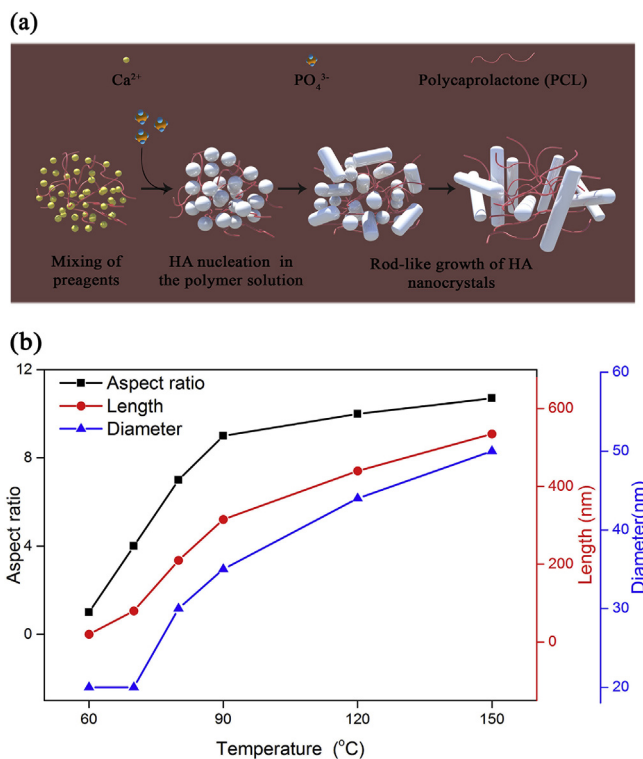 (a)
Ca²⁺
PO₄³⁻
Polycaprolactone (PCL)
Mixing of
preagents
HA nucleation in
the polymer solution
Rod-like growth of HA
nanocrystals
(b)
Aspect ratio
Length
Diameter
12
8
4
0
Aspect ratio
600
400
200
0
Length (nm)
60
50
40
30
20
Diameter(nm)
60
90
120
150
Temperature (°C)